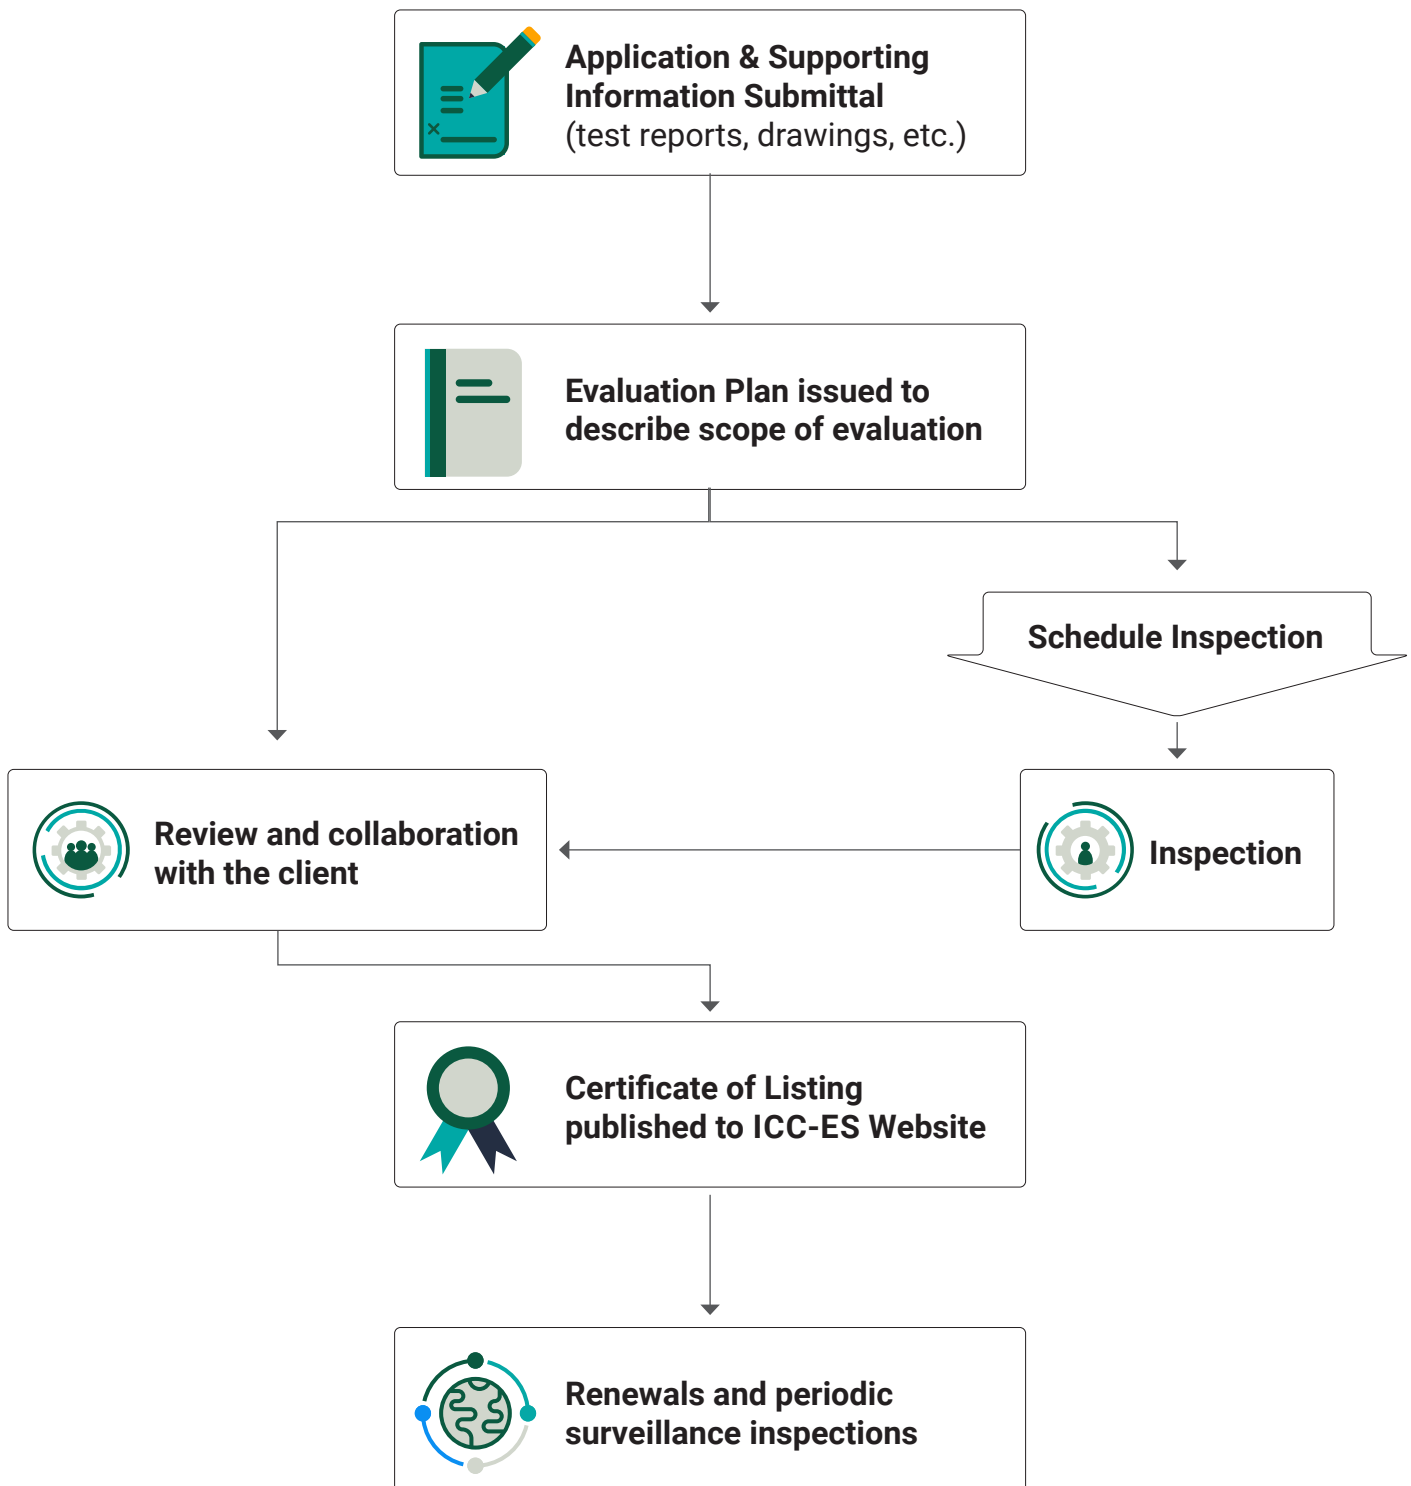 Application & Supporting
Information Submittal
(test reports, drawings, etc.)
Evaluation Plan issued to
describe scope of evaluation
Schedule Inspection
Review and collaboration
with the client
Inspection
Certificate of Listing
published to ICC-ES Website
Renewals and periodic
surveillance inspections